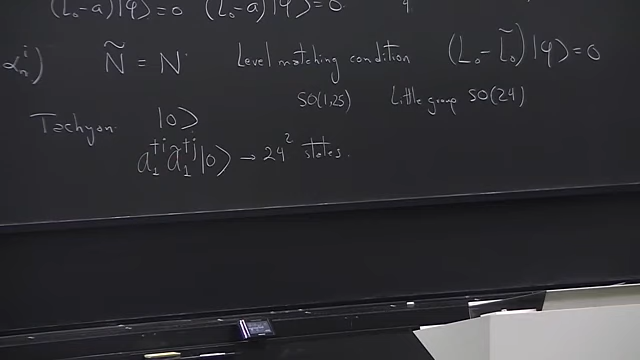 (L₀-a)|φ⟩=0 (L̃₀-a)|φ⟩=0.
αₙⁱ) Ñ = N Level matching condition (L₀-L̃₀)|φ⟩=0
SO(1,25) Little group SO(24)
Tachyon |0⟩
a₁^{†i} ã₁^{†j}|0⟩ → 24² states.